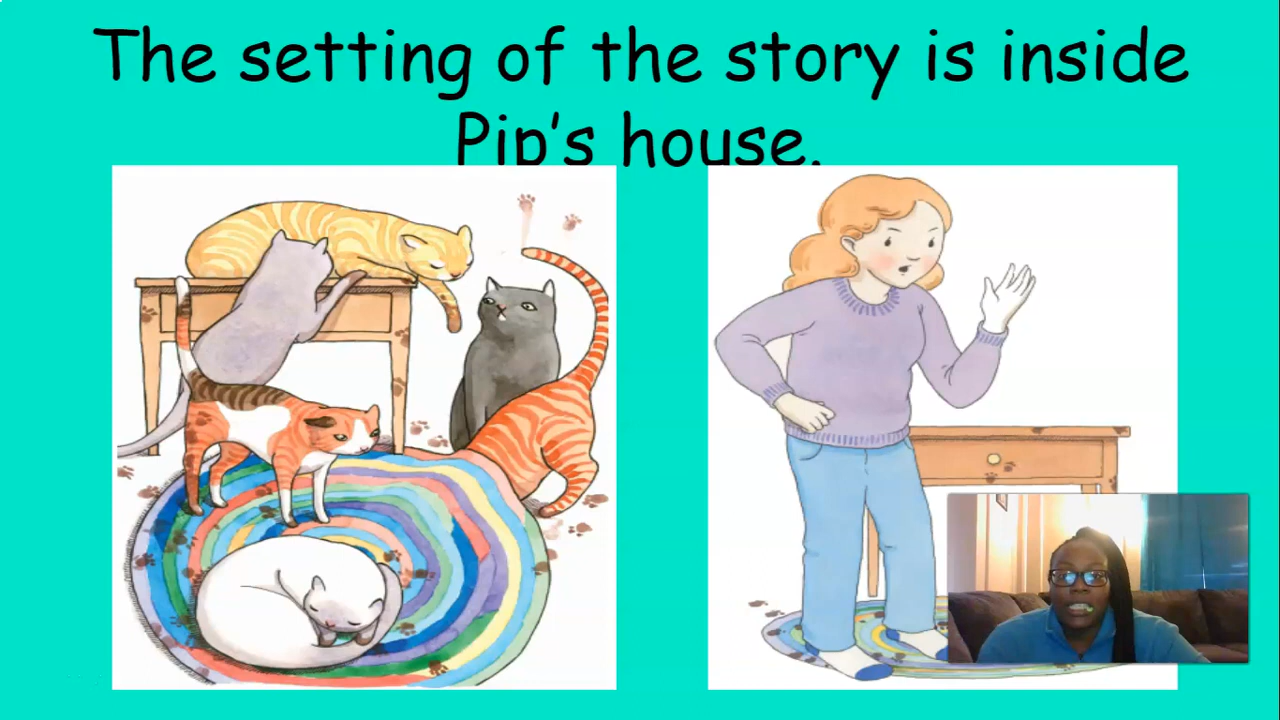 The setting of the story is inside
Pip's house.